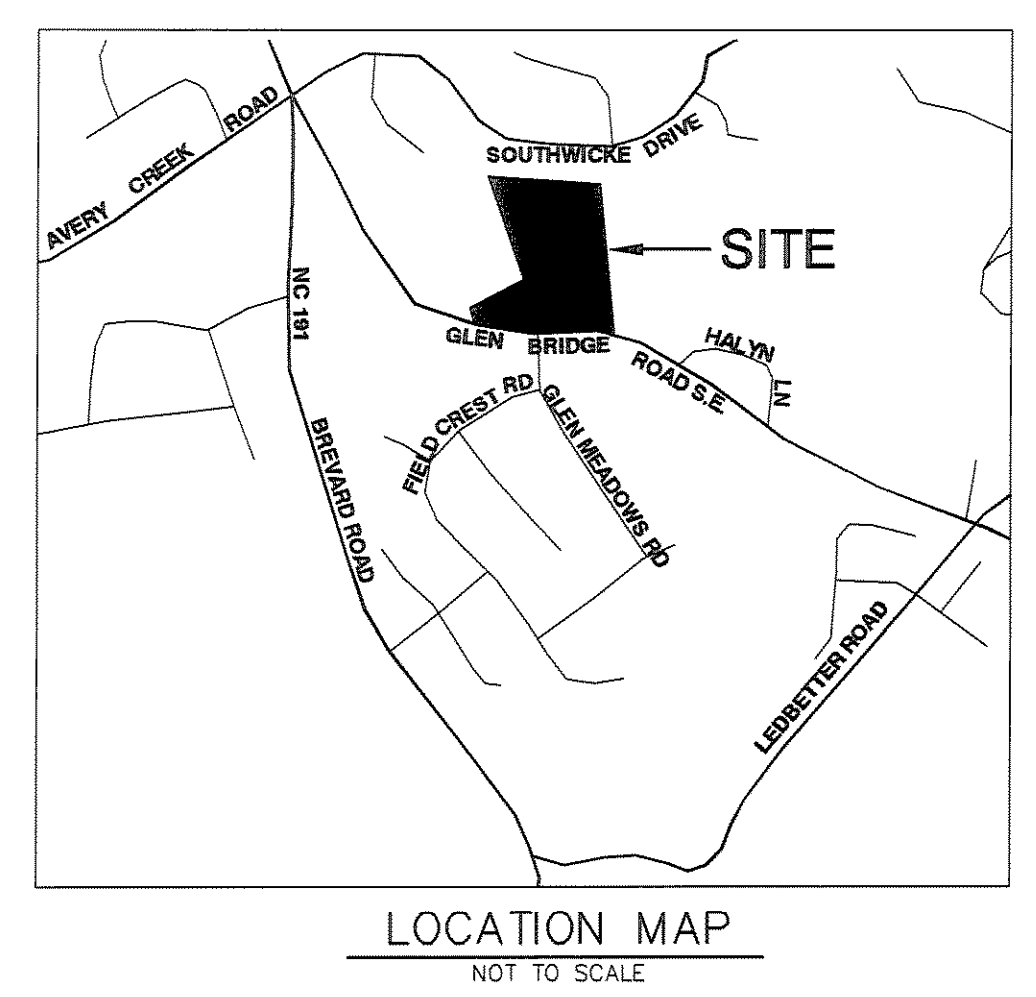 AVERY CREEK ROAD
SOUTHWICKE DRIVE
SITE
NC 191
GLEN BRIDGE ROAD S.E.
HALYN LN
FIELD CREST RD
GLEN MEADOWS RD
BREVARD ROAD
LEDBETTER ROAD
LOCATION MAP
NOT TO SCALE